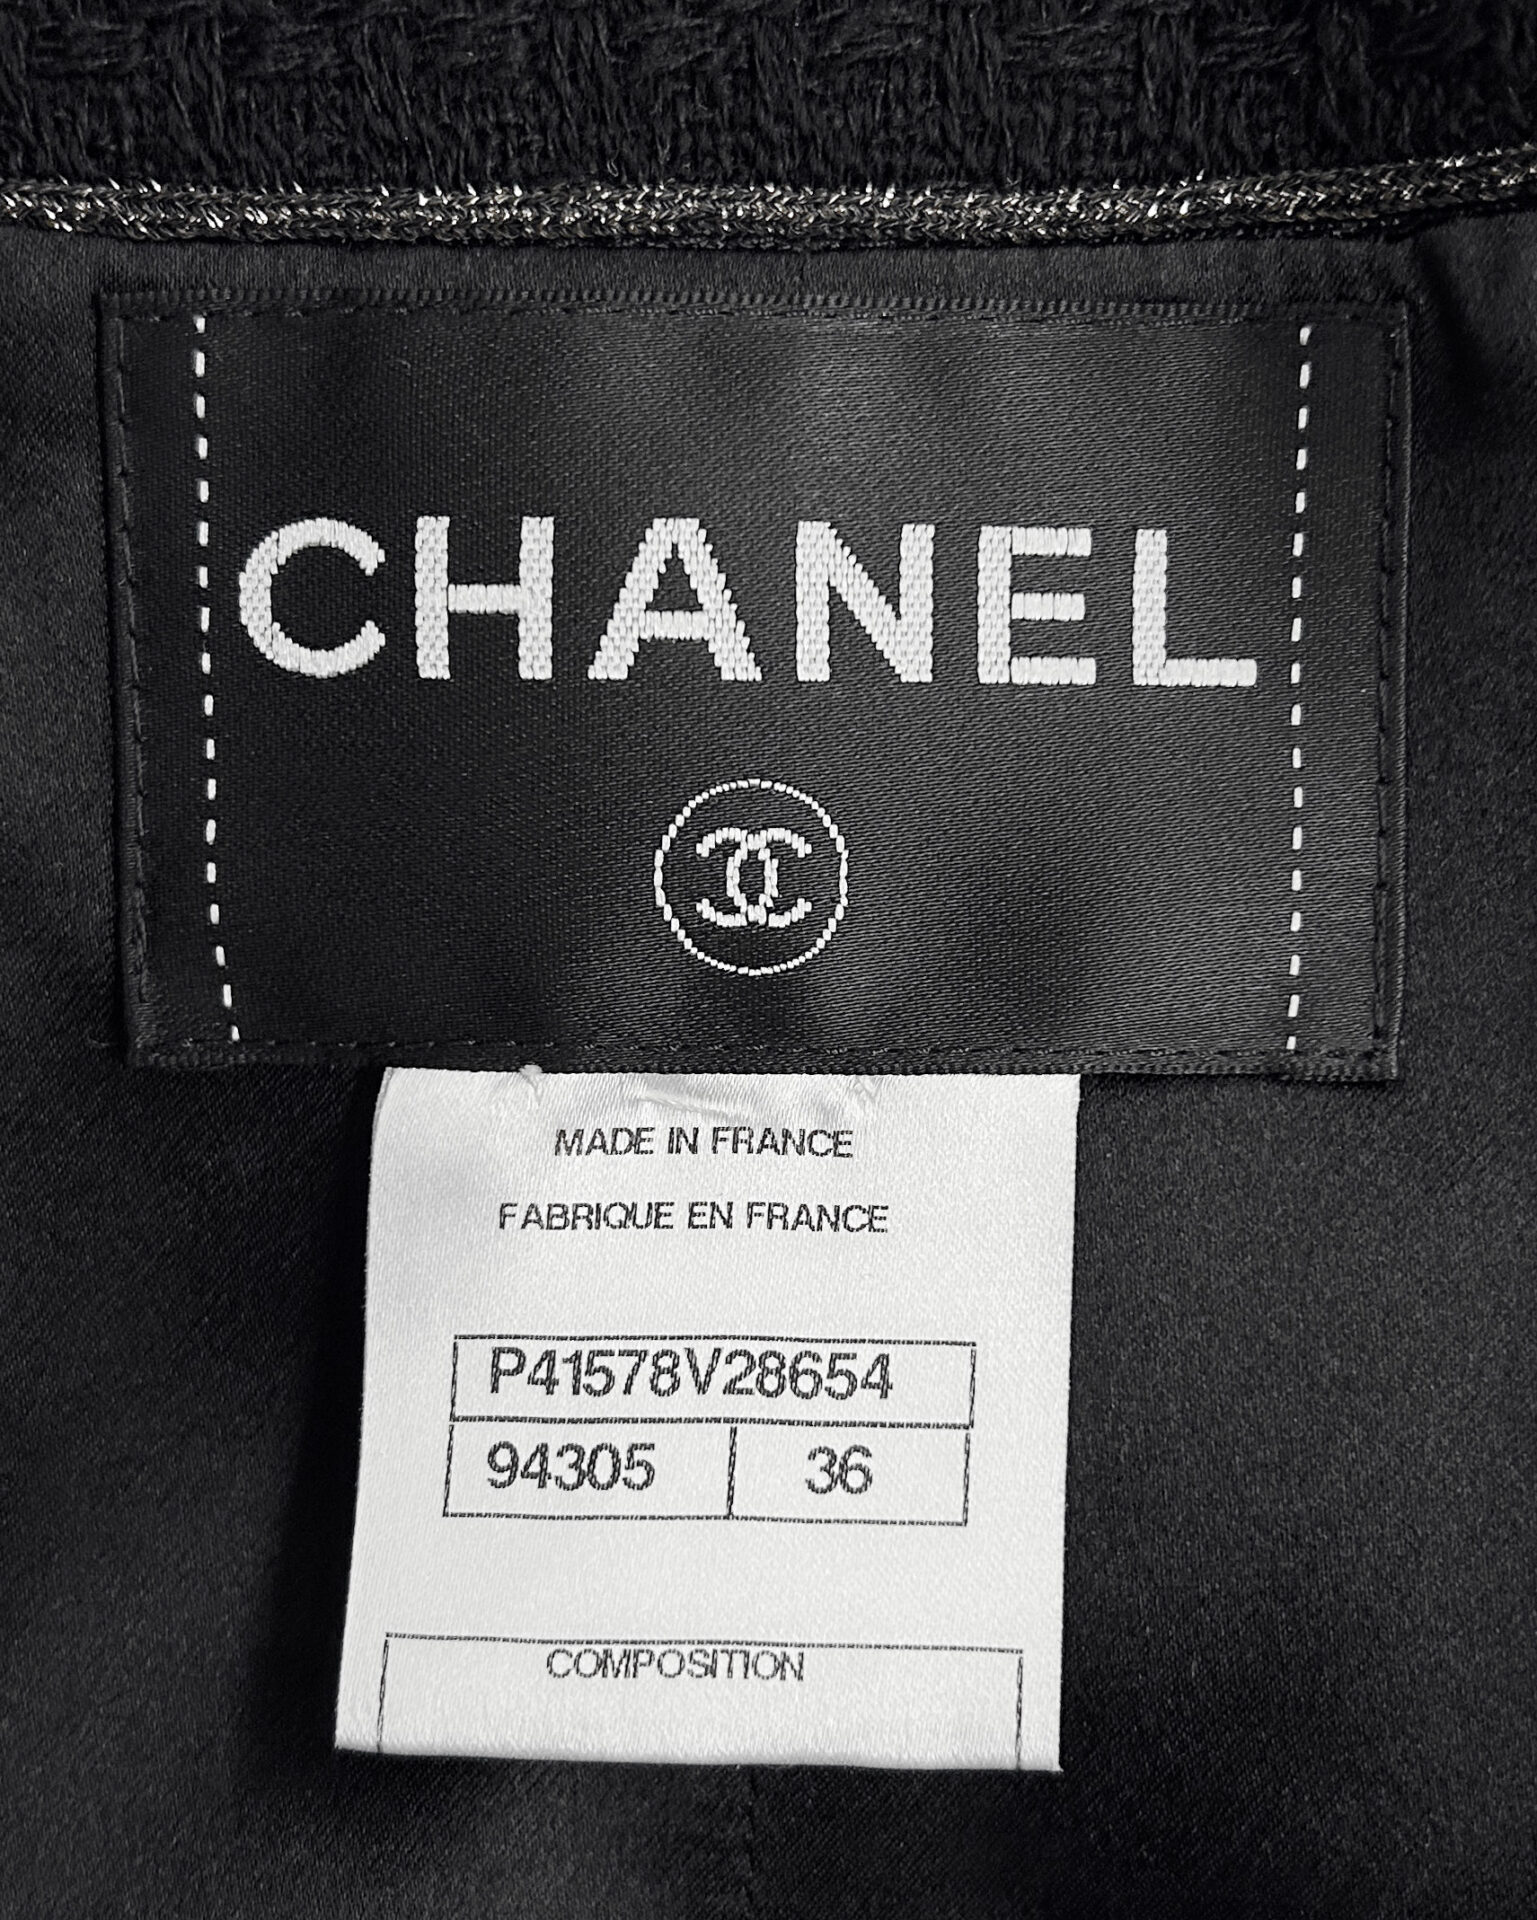 CHANEL
MADE IN FRANCE
FABRIQUE EN FRANCE
P41578V28654
94305 36
COMPOSITION